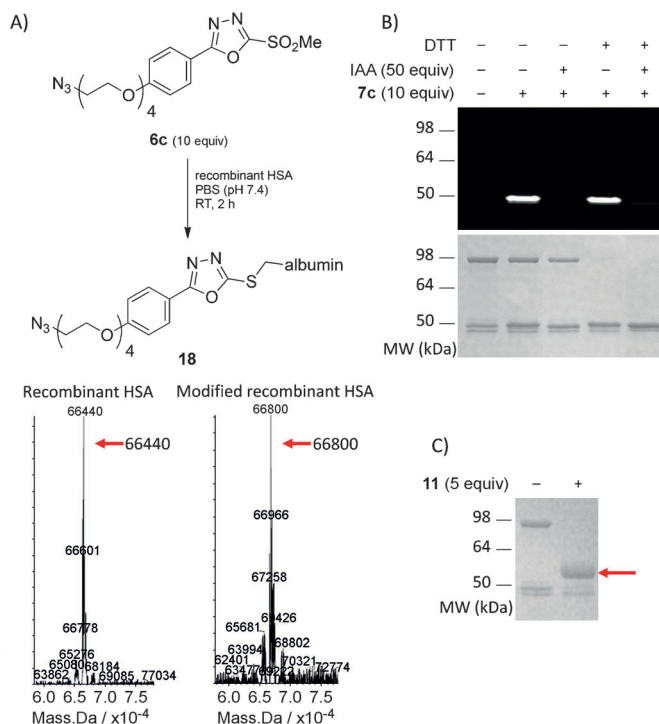 A)
N–N
O
SO2Me
N3
O
4
6c (10 equiv)
recombinant HSA
PBS (pH 7.4)
RT, 2 h
N–N
O
S
albumin
N3
O
4
18
Recombinant HSA
66440
66440
66601
66778
65276
65080
68184
63862
69085
77034
6.0 6.5 7.0 7.5
Mass.Da / x10-4
Modified recombinant HSA
66800
66800
66966
67258
65681
63994
68802
62401
70321
72774
6.0 6.5 7.0 7.5
Mass.Da / x10-4
B)
DTT – – – + +
IAA (50 equiv) – – + – +
7c (10 equiv) – + + + +
98
64
50
98
64
50
MW (kDa)
C)
11 (5 equiv) – +
98
64
50
MW (kDa)